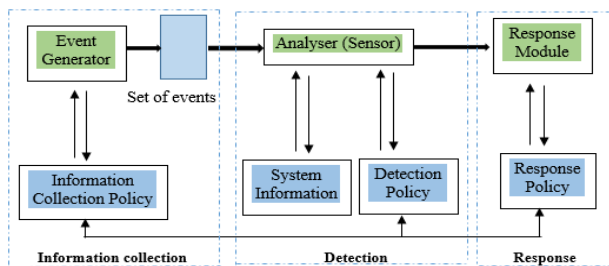 Event
Generator
Set of events
Analyser (Sensor)
Response
Module
Information
Collection Policy
System
Information
Detection
Policy
Response
Policy
Information collection
Detection
Response